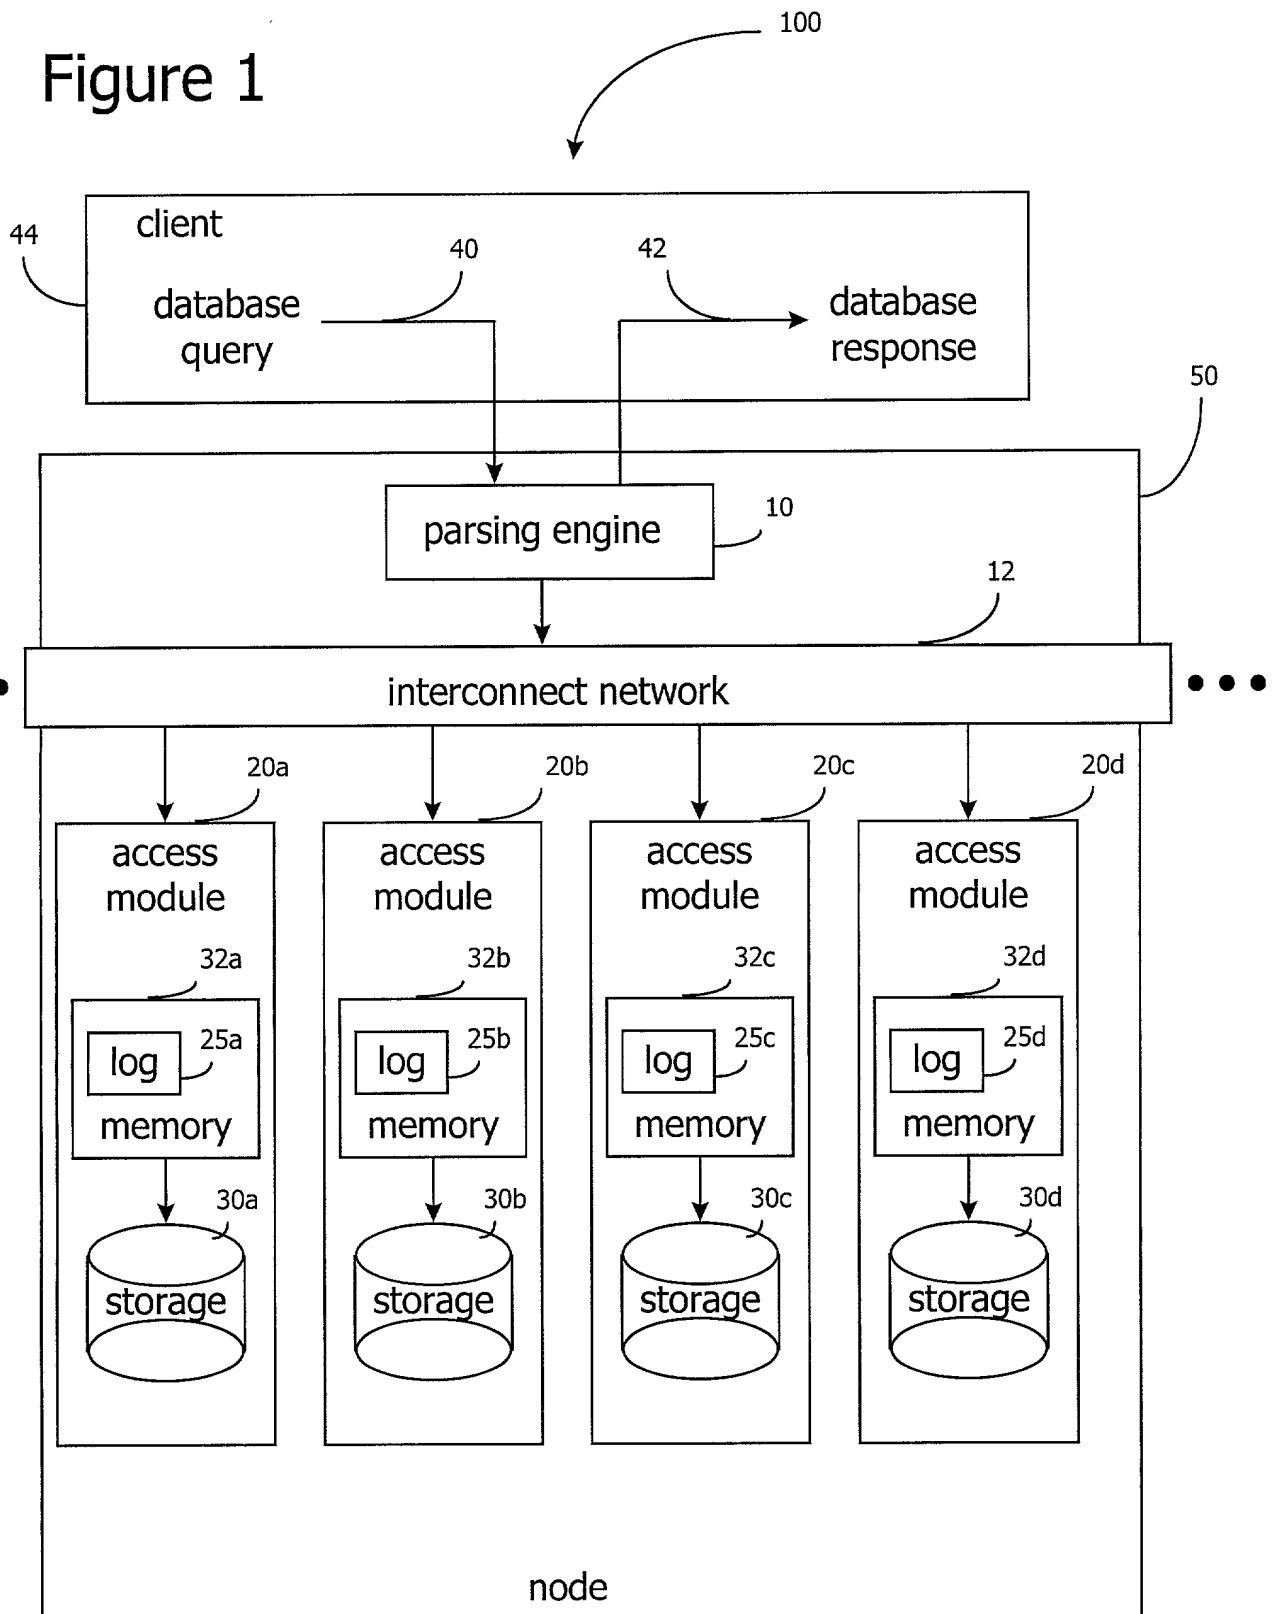 100
Figure 1
client
44
40
42
database
query
database
response
50
parsing engine
10
12
interconnect network
20a
20b
20c
20d
access
module
access
module
access
module
access
module
32a
32b
32c
32d
log
25a
log
25b
log
25c
log
25d
memory
memory
memory
memory
30a
30b
30c
30d
storage
storage
storage
storage
node